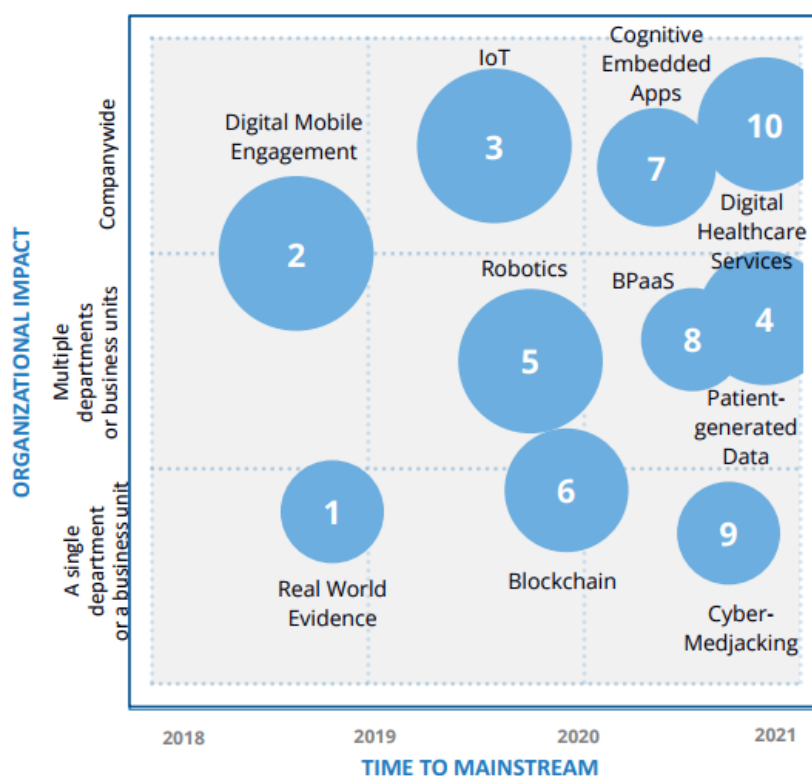 ORGANIZATIONAL IMPACT
Companywide
Multiple
departments
or business units
A single
department
or a business unit
Digital Mobile
Engagement
2
IoT
3
Cognitive
Embedded
Apps
7
10
Digital
Healthcare
Services
Robotics
5
BPaaS
8
4
Patient-
generated
Data
1
Real World
Evidence
6
Blockchain
9
Cyber-
Medjacking
2018
2019
2020
2021
TIME TO MAINSTREAM